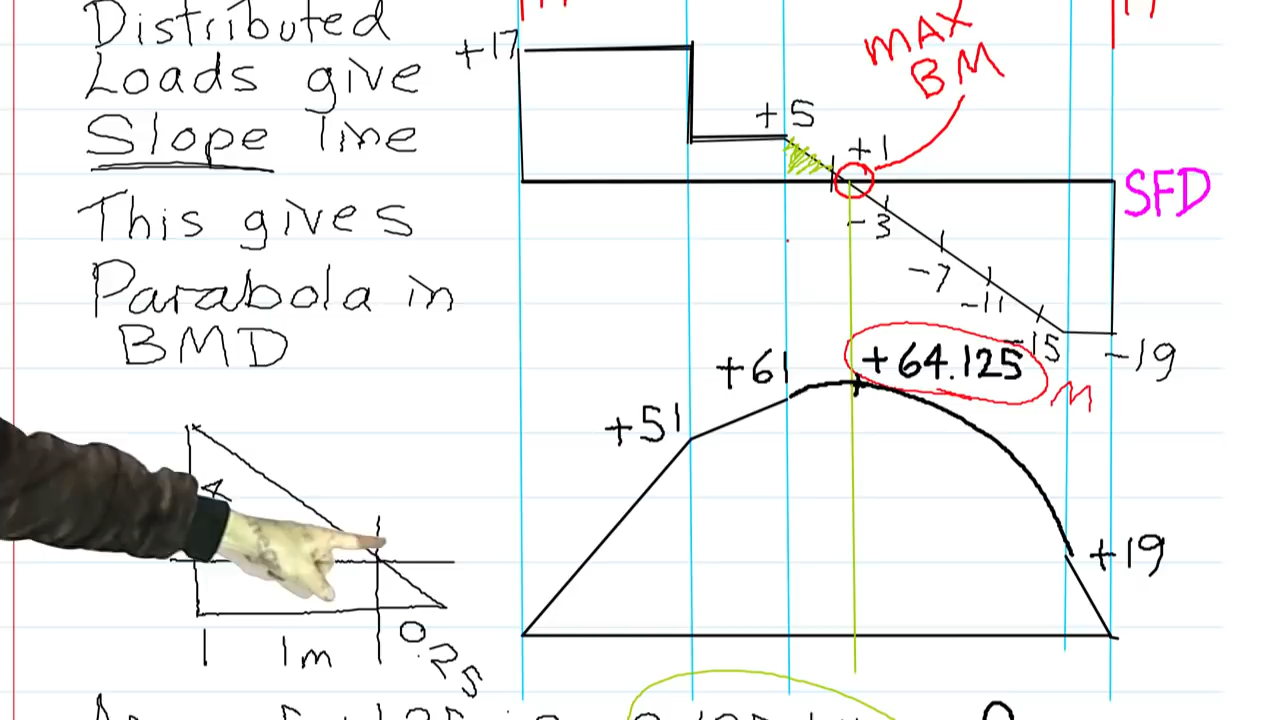 Distributed
Loads give
Slope line
This gives
Parabola in
BMD
+17
MAX
BM
+5
+1
SFD
-3
-7
-11
-15
-19
+64.125
M
+61
+51
+19
4
1
1m
0.25